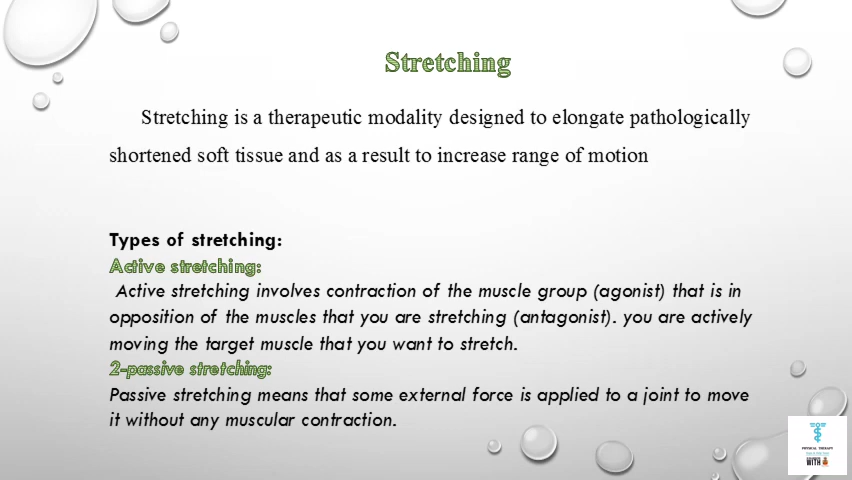 Stretching
Stretching is a therapeutic modality designed to elongate pathologically
shortened soft tissue and as a result to increase range of motion
Types of stretching:
Active stretching:
Active stretching involves contraction of the muscle group (agonist) that is in
opposition of the muscles that you are stretching (antagonist). you are actively
moving the target muscle that you want to stretch.
2-passive stretching:
Passive stretching means that some external force is applied to a joint to move
it without any muscular contraction.
PHYSICAL THERAPY
WITH